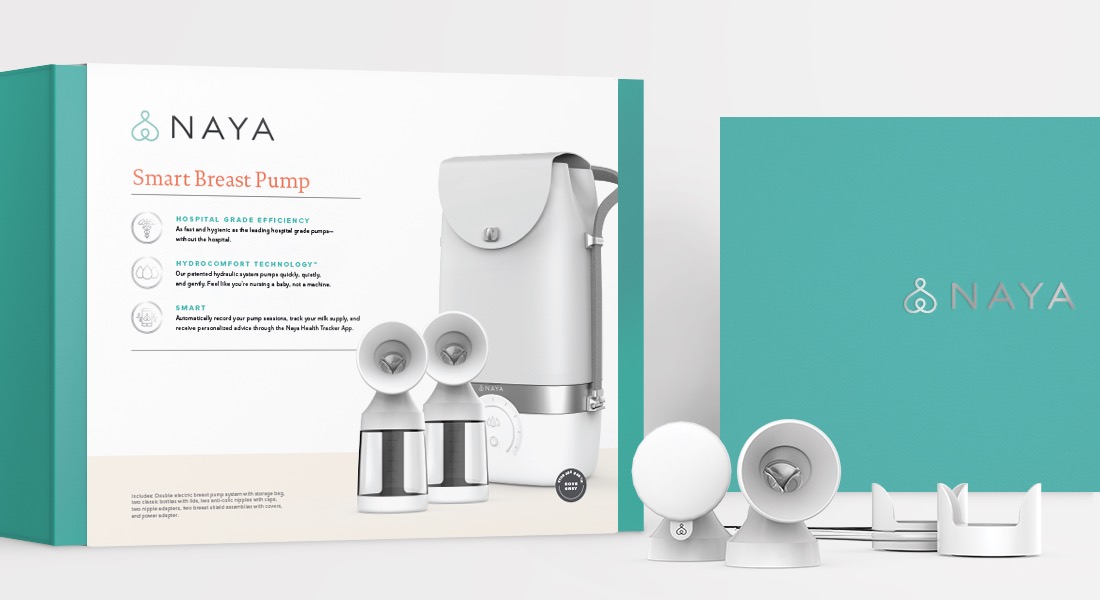 NAYA
Smart Breast Pump
HOSPITAL GRADE EFFICIENCY
As fast and hygienic as the leading hospital grade pumps—
without the hospital.
HYDROCOMFORT TECHNOLOGY™
Our patented hydraulic system pumps quickly, quietly,
and gently. Feel like you're nursing a baby, not a machine.
SMART
Automatically record your pump sessions, track your milk supply, and
receive personalized advice through the Naya Health Tracker App.
NAYA
DOVE
GREY
Includes: Double electric breast pump system with storage bag,
two classic bottles with lids, two anti-colic nipples with caps,
two nipple adapters, two breast shield assemblies with covers,
and power adapter.
NAYA